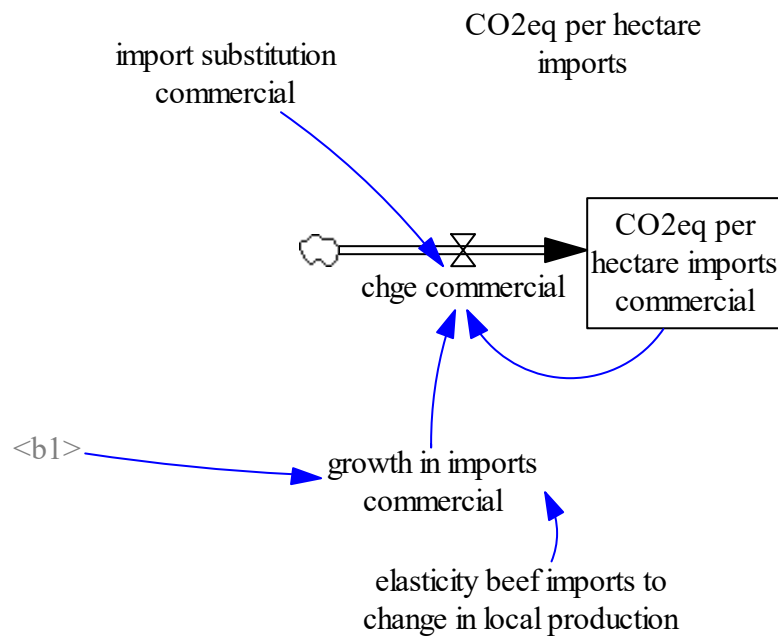 CO2eq per hectare
imports
import substitution
commercial
CO2eq per
hectare imports
commercial
chge commercial
<b1>
growth in imports
commercial
elasticity beef imports to
change in local production